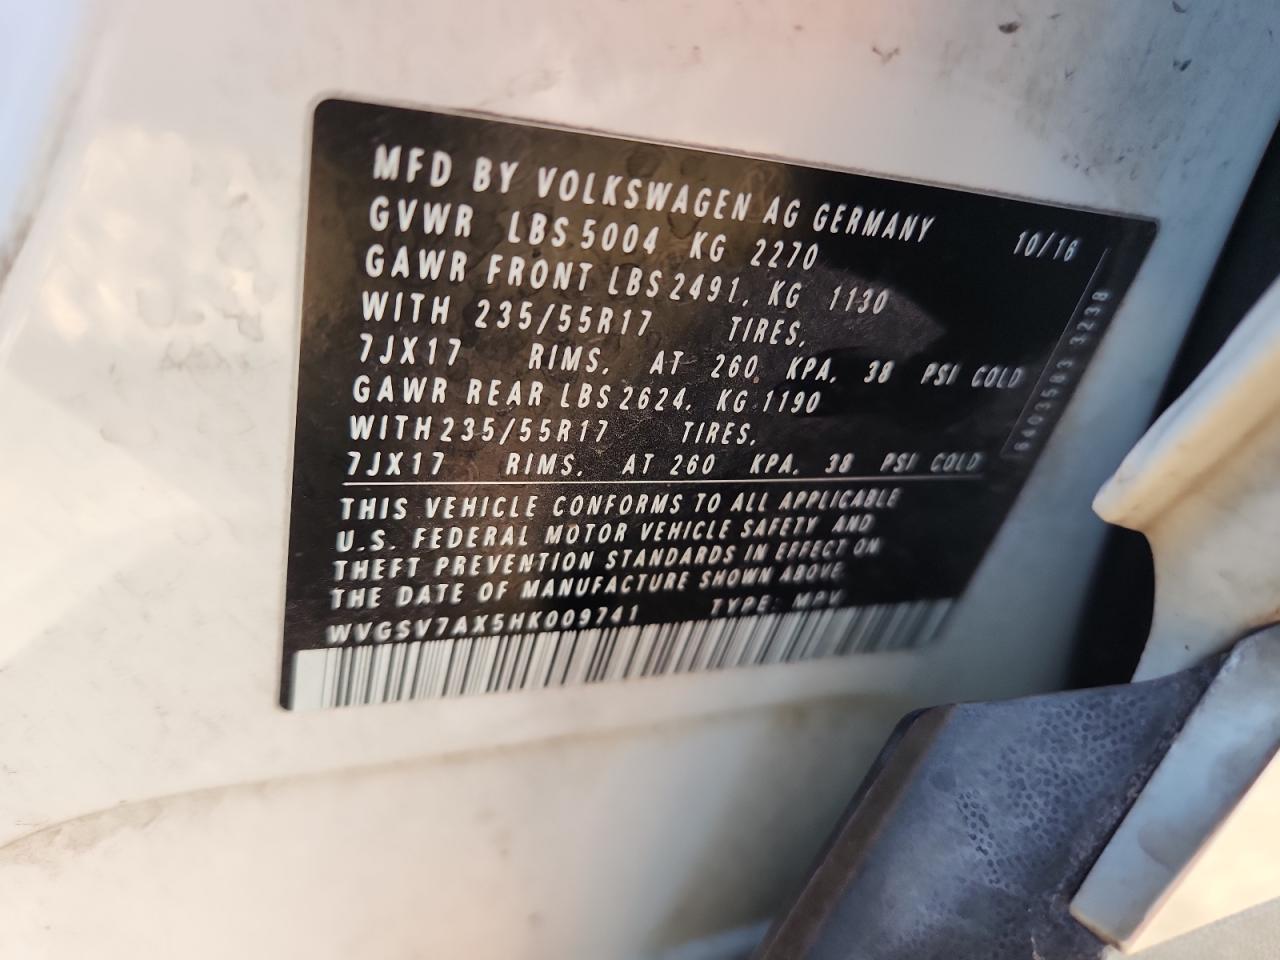 MFD BY VOLKSWAGEN AG GERMANY
10/16
GVWR LBS 5004 KG 2270
GAWR FRONT LBS 2491, KG 1130
WITH 235/55R17 TIRES,
7JX17 RIMS, AT 260 KPA, 38 PSI COLD
GAWR REAR LBS 2624, KG 1190
WITH 235/55R17 TIRES,
7JX17 RIMS, AT 260 KPA, 38 PSI COLD
THIS VEHICLE CONFORMS TO ALL APPLICABLE
U.S. FEDERAL MOTOR VEHICLE SAFETY AND
THEFT PREVENTION STANDARDS IN EFFECT ON
THE DATE OF MANUFACTURE SHOWN ABOVE
WVGSV7AX5HK009741 TYPE: MPV
3238